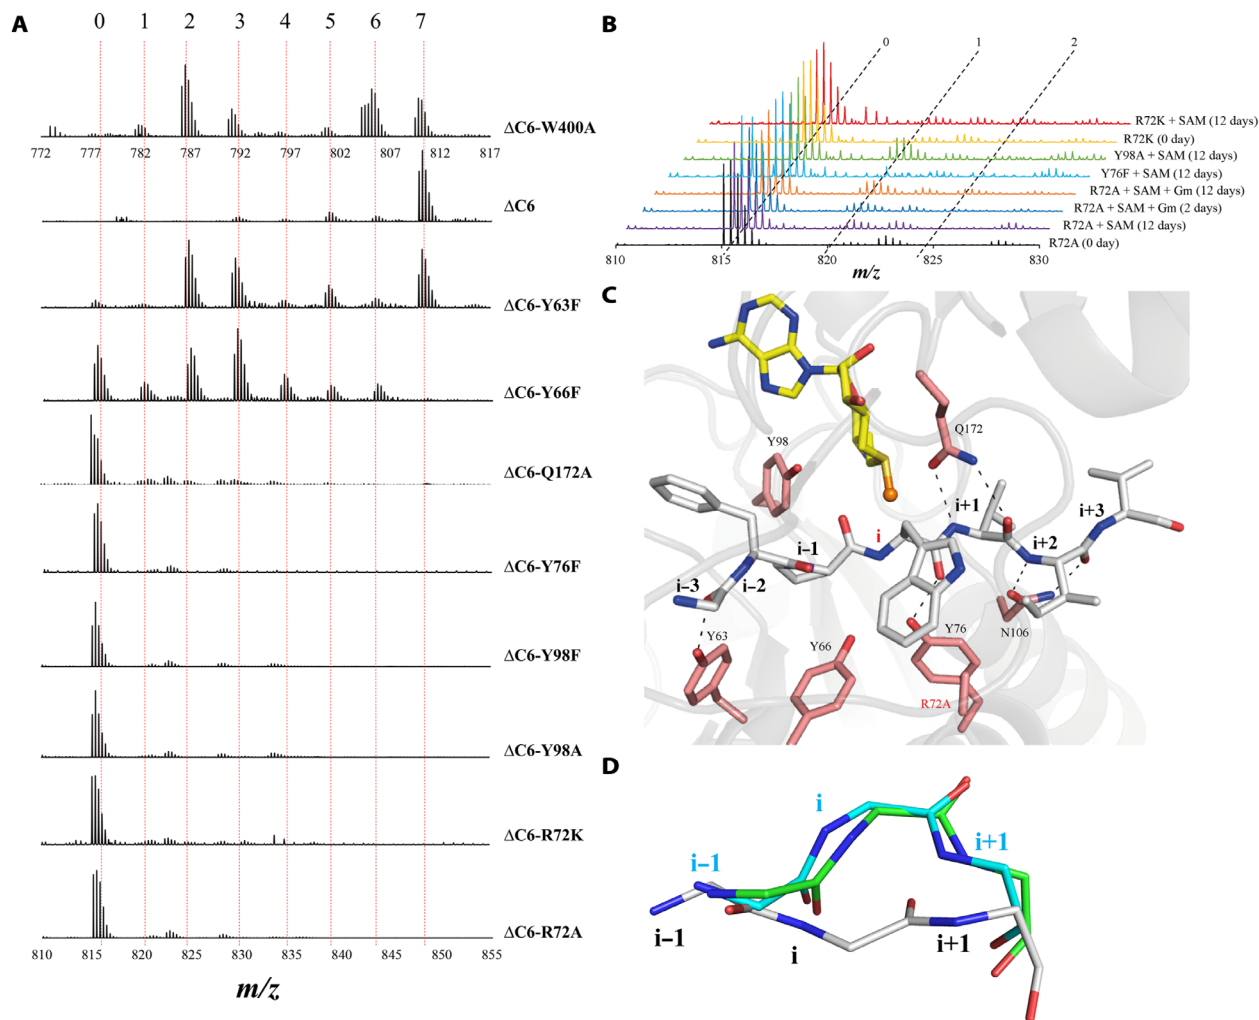 A
0 1 2 3 4 5 6 7
ΔC6-W400A
772 777 782 787 792 797 802 807 812 817
ΔC6
ΔC6-Y63F
ΔC6-Y66F
ΔC6-Q172A
ΔC6-Y76F
ΔC6-Y98F
ΔC6-Y98A
ΔC6-R72K
ΔC6-R72A
810 815 820 825 830 835 840 845 850 855
m/z
B
0 1 2
R72K + SAM (12 days)
R72K (0 day)
Y98A + SAM (12 days)
Y76F + SAM (12 days)
R72A + SAM + Gm (12 days)
R72A + SAM + Gm (2 days)
R72A + SAM (12 days)
R72A (0 day)
810 815 820 825 830
m/z
C
Q172
Y98
i+1
i+3
i
i+2
i–1
i–3
i–2
Y63
Y66
Y76
N106
R72A
D
i
i+1
i–1
i–1
i
i+1